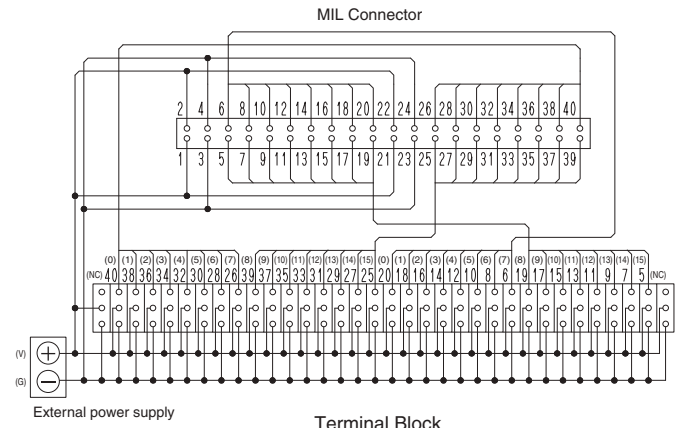 MIL Connector
2 4 6 8 10 12 14 16 18 20 22 24 26 28 30 32 34 36 38 40
1 3 5 7 9 11 13 15 17 19 21 23 25 27 29 31 33 35 37 39
(0) (1) (2) (3) (4) (5) (6) (7) (8) (9) (10) (11) (12) (13) (14) (15) (0) (1) (2) (3) (4) (5) (6) (7) (8) (9) (10) (11) (12) (13) (14) (15)
(NC) 40 38 36 34 32 30 28 26 39 37 35 33 31 29 27 25 20 18 16 14 12 10 8 6 19 17 15 13 11 9 7 5 (NC)
(V)
(G)
External power supply
Terminal Block